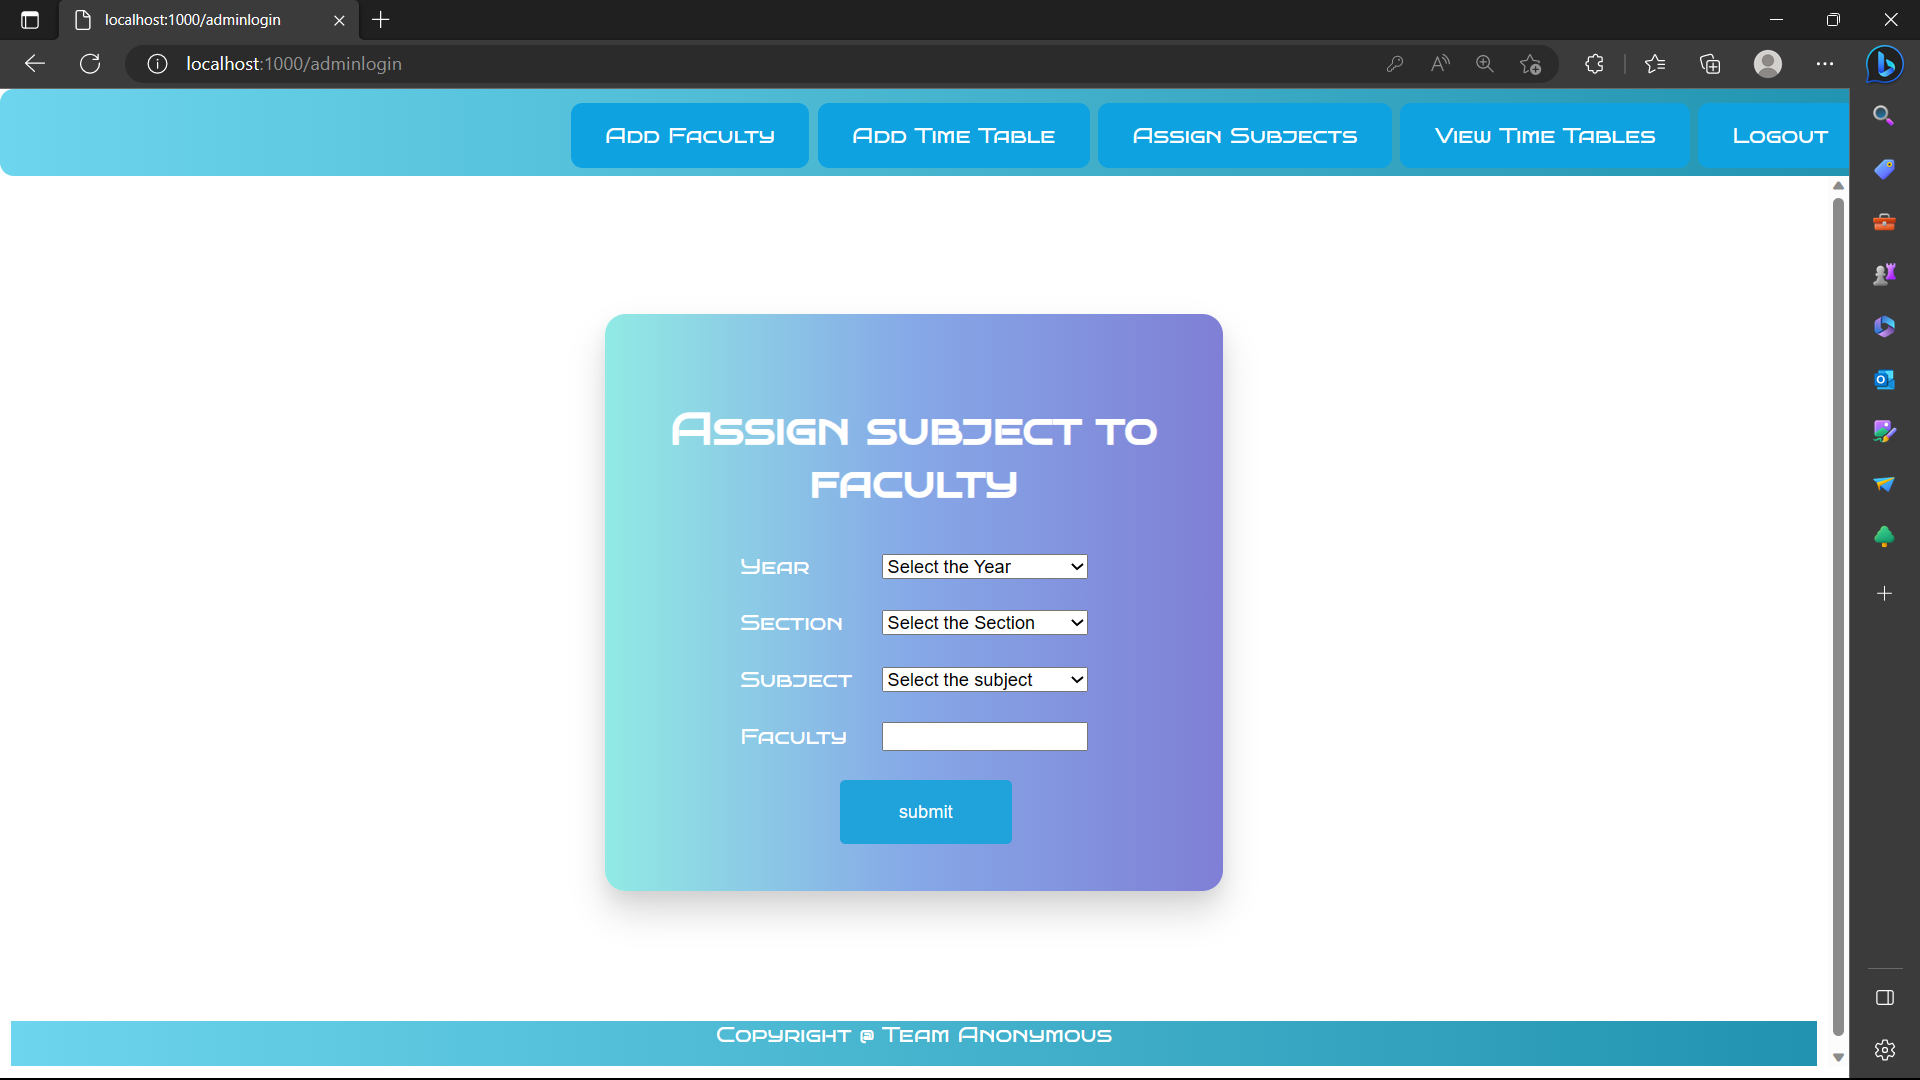 localhost:1000/adminlogin
localhost:1000/adminlogin
Add Faculty
Add Time Table
Assign Subjects
View Time Tables
Logout
Assign subject to
faculty
Year
Select the Year
Section
Select the Section
Subject
Select the subject
Faculty
submit
Copyright @ Team Anonymous